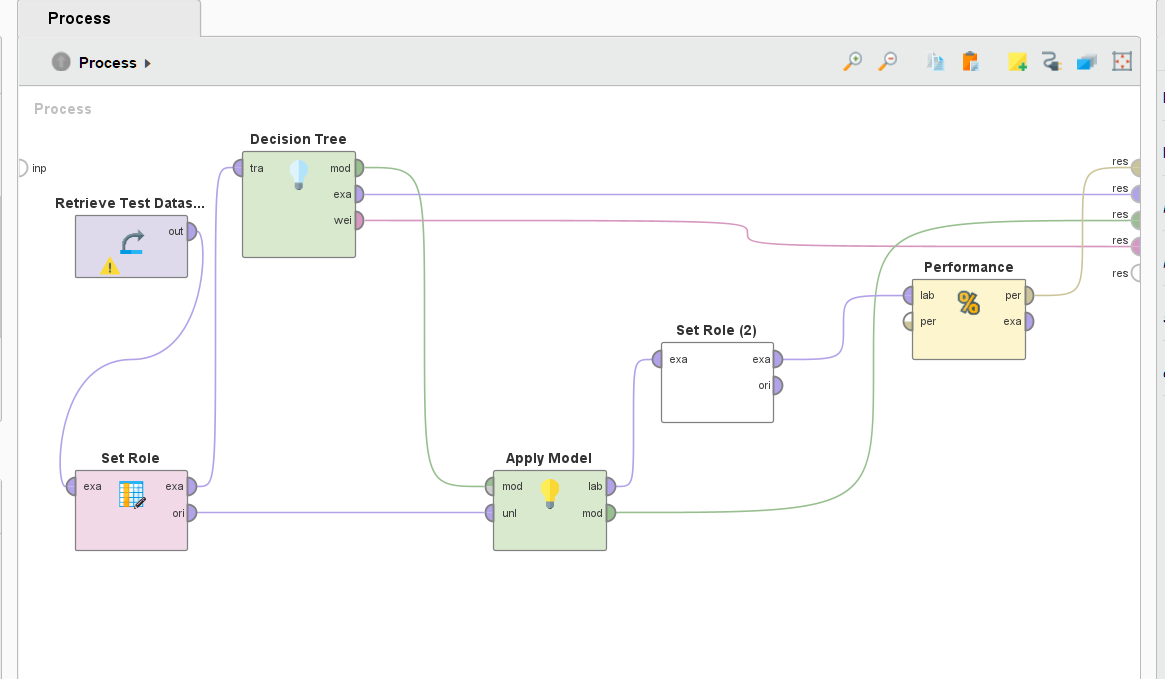 Process
Process
Process
inp
Decision Tree
tra
mod
exa
wei
Retrieve Test Datas...
out
Set Role
exa
exa
ori
Apply Model
mod
lab
unl
mod
Set Role (2)
exa
exa
ori
Performance
lab
per
per
exa
%
res
res
res
res
res